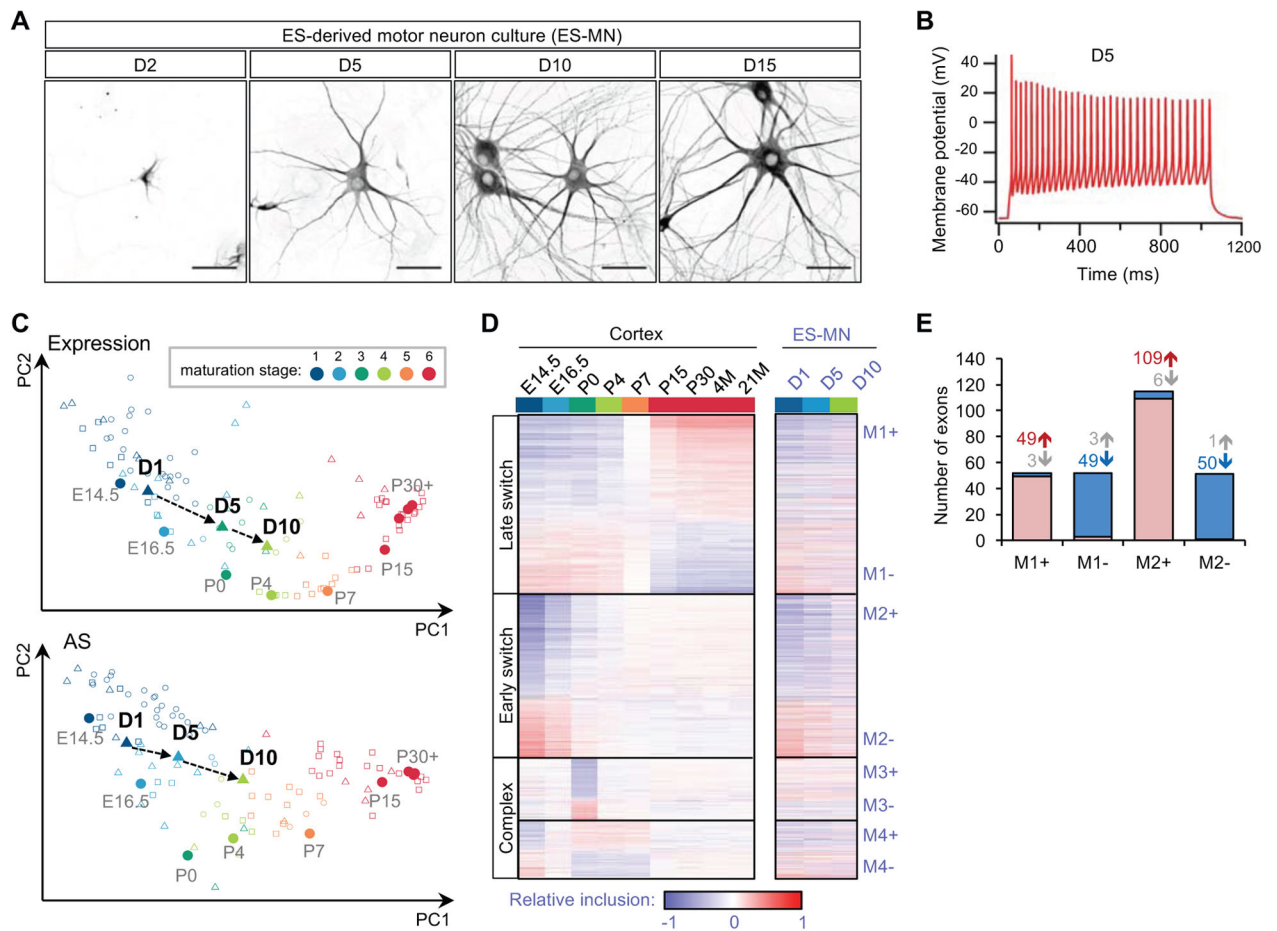 A
ES-derived motor neuron culture (ES-MN)
D2 D5 D10 D15
B
D5
Membrane potential (mV)
40
20
0
-20
-40
-60
0 400 800 1200
Time (ms)
C
Expression
maturation stage: 1 2 3 4 5 6
PC2
D1
E14.5
D5
D10
E16.5
P0
P4
P7
P15
P30+
PC1
AS
PC2
D1
E14.5
D5
D10
E16.5
P0
P4
P7
P15
P30+
PC1
D
Cortex
ES-MN
E14.5 E16.5 P0 P4 P7 P15 P30 4M 21M
D1 D5 D10
Late switch
Early switch
Complex
M1+
M1-
M2+
M2-
M3+
M3-
M4+
M4-
Relative inclusion:
-1 0 1
E
Number of exons
140
120
100
80
60
40
20
0
49↑
3↓
3↑
49↓
109↑
6↓
1↑
50↓
M1+ M1- M2+ M2-